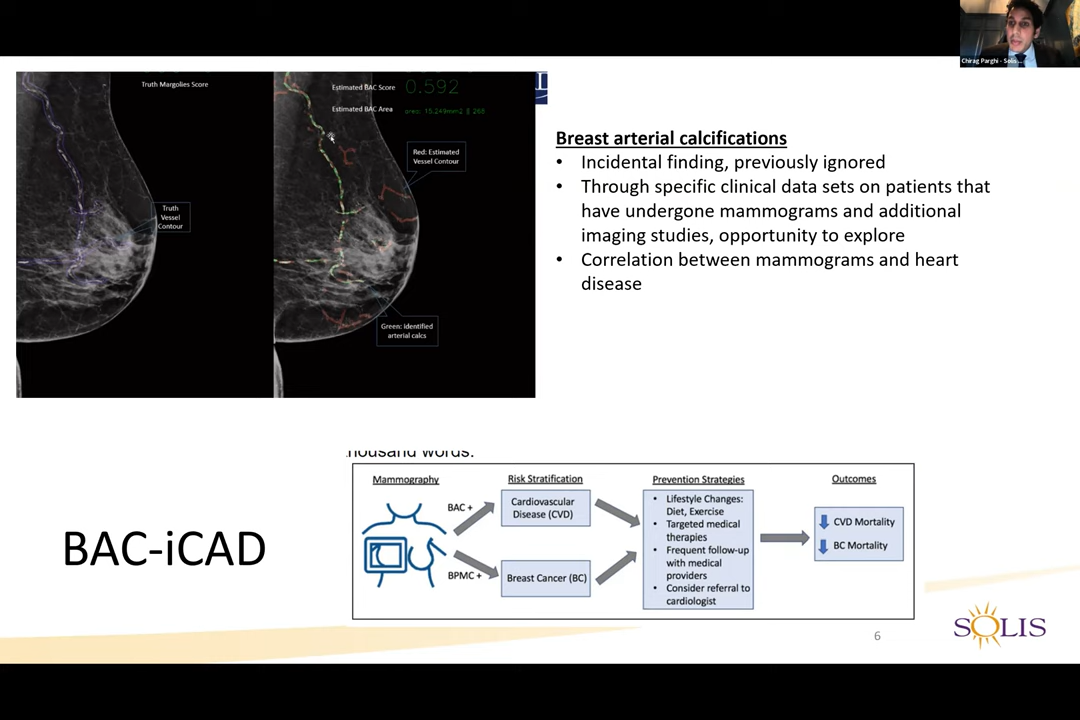 Chirag Parghi - Solis ...
Truth Margolies Score
Estimated BAC Score 0.592
Estimated BAC Area area: 15.249mm2 || 268
Red: Estimated
Vessel Contour
Truth
Vessel
Contour
Green: Identified
arterial calcs
Breast arterial calcifications
• Incidental finding, previously ignored
• Through specific clinical data sets on patients that
have undergone mammograms and additional
imaging studies, opportunity to explore
• Correlation between mammograms and heart
disease
BAC-iCAD
thousand words.
Mammography
Risk Stratification
Prevention Strategies
Outcomes
BAC +
BPMC +
Cardiovascular
Disease (CVD)
Breast Cancer (BC)
• Lifestyle Changes:
Diet, Exercise
• Targeted medical
therapies
• Frequent follow-up
with medical
providers
• Consider referral to
cardiologist
CVD Mortality
BC Mortality
6
SOLIS